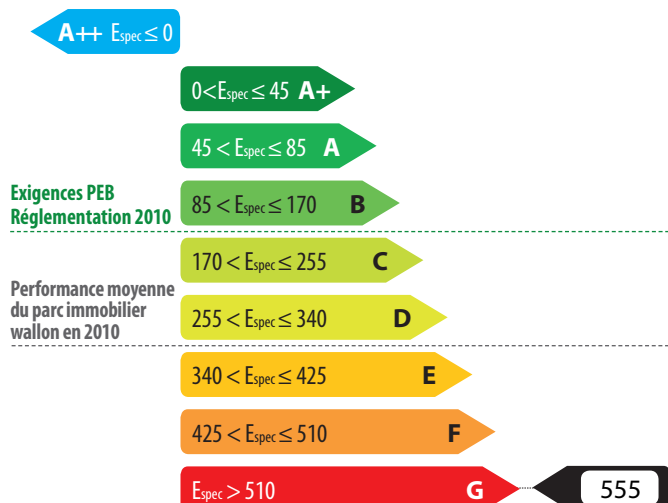 A++ Espec ≤ 0
0<Espec ≤ 45 A+
45 < Espec ≤ 85 A
Exigences PEB
Réglementation 2010
85 < Espec ≤ 170 B
170 < Espec ≤ 255 C
Performance moyenne
du parc immobilier
wallon en 2010
255 < Espec ≤ 340 D
340 < Espec ≤ 425 E
425 < Espec ≤ 510 F
Espec > 510 G 555